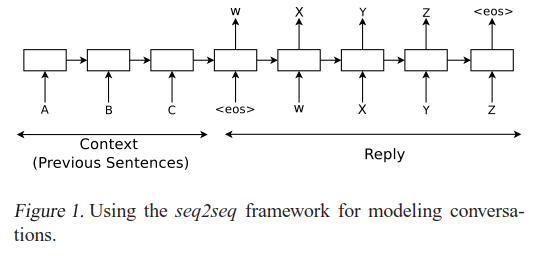 W X Y Z <eos>
A B C <eos> W X Y Z
Context
(Previous Sentences)
Reply
Figure 1. Using the seq2seq framework for modeling conversa-
tions.